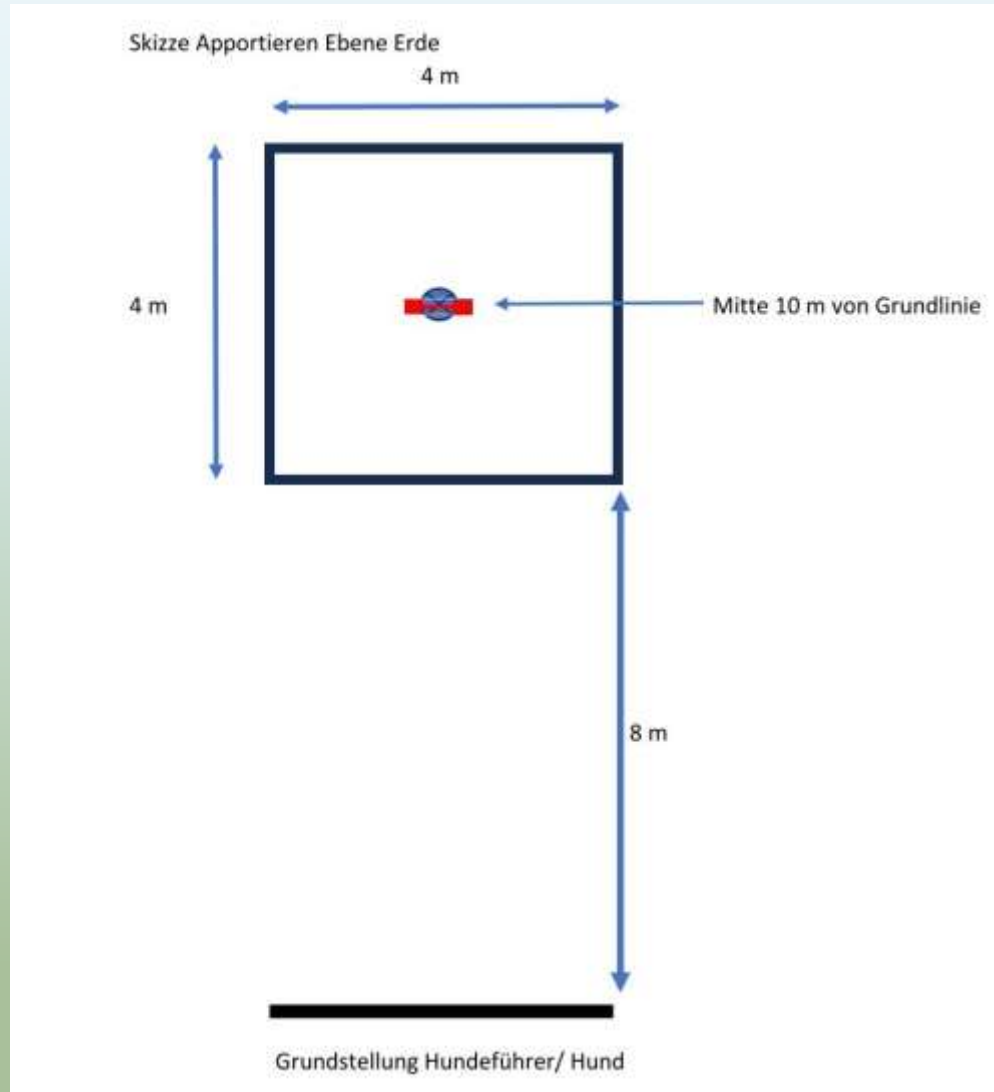 Skizze Apportieren Ebene Erde
4 m
4 m
Mitte 10 m von Grundlinie
8 m
Grundstellung Hundeführer/ Hund